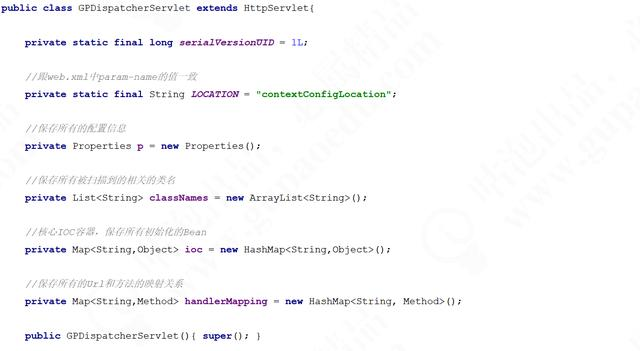 public class GPDispatcherServlet extends HttpServlet{
private static final long serialVersionUID = 1L;
//跟web.xml中param-name的值一致
private static final String LOCATION = "contextConfigLocation";
//保存所有的配置信息
private Properties p = new Properties();
//保存所有被扫描到的相关的类名
private List<String> classNames = new ArrayList<String>();
//核心IOC容器，保存所有初始化的Bean
private Map<String,Object> ioc = new HashMap<String,Object>();
//保存所有的Url和方法的映射关系
private Map<String,Method> handlerMapping = new HashMap<String, Method>();
public GPDispatcherServlet(){ super(); }